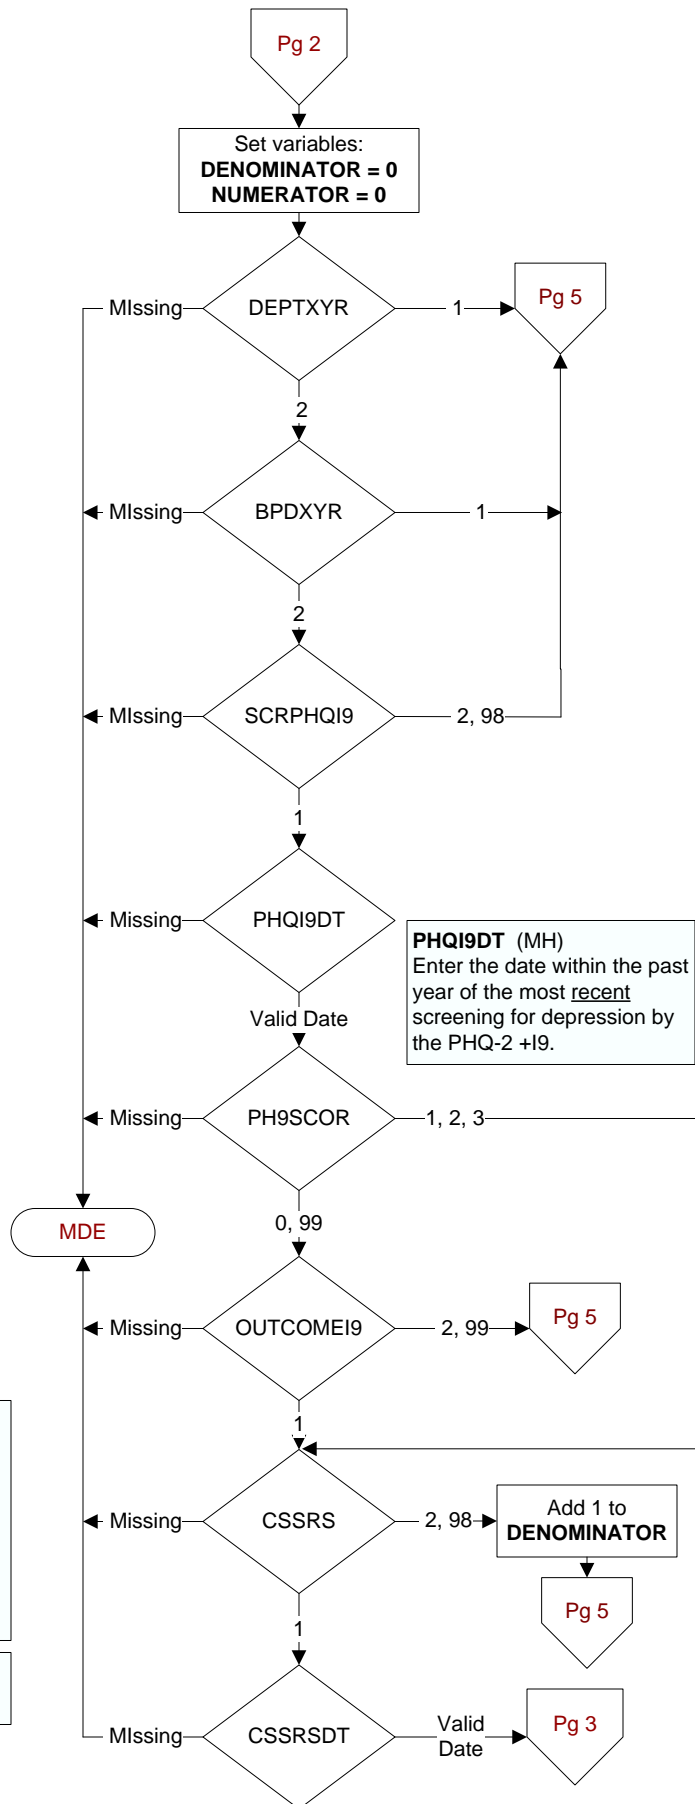 Pg 2
Set variables:
DENOMINATOR = 0
NUMERATOR = 0
MIssing
DEPTXYR
1
Pg 5
2
MIssing
BPDXYR
1
2
MIssing
SCRPHQI9
2, 98
1
Missing
PHQI9DT
PHQI9DT (MH)
Enter the date within the past
year of the most recent
screening for depression by
the PHQ-2 +I9.
Valid Date
Missing
PH9SCOR
1, 2, 3
MDE
0, 99
Missing
OUTCOMEI9
2, 99
Pg 5
1
Missing
CSSRS
2, 98
Add 1 to
DENOMINATOR
Pg 5
1
MIssing
CSSRSDT
Valid
Date
Pg 3